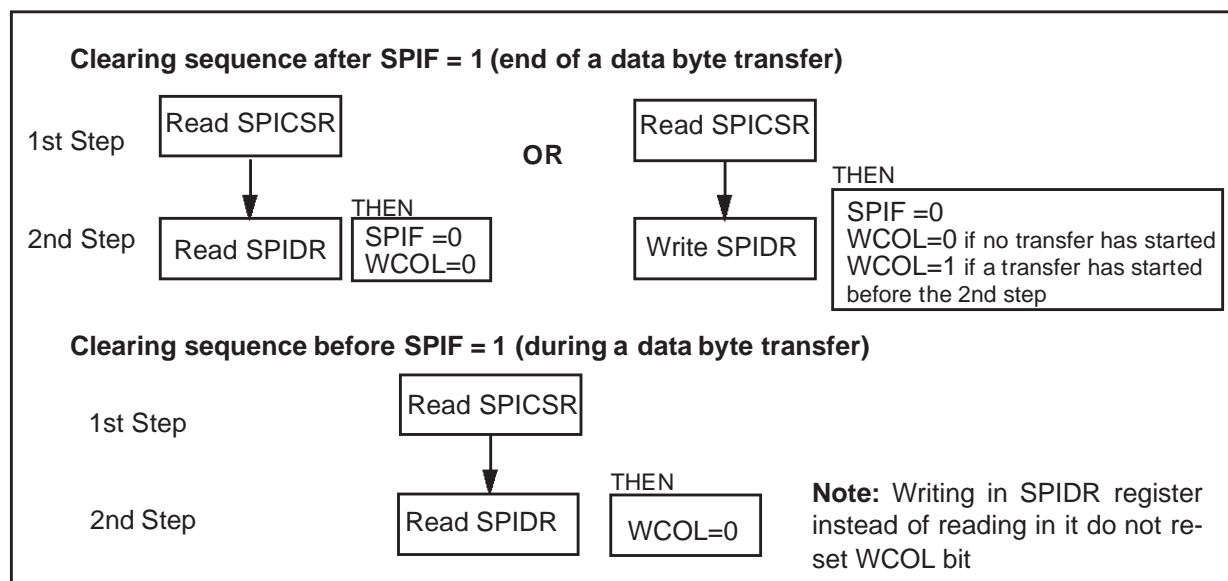 Clearing sequence after SPIF = 1 (end of a data byte transfer)
1st Step
Read SPICSR
OR
Read SPICSR
2nd Step
Read SPIDR
THEN
SPIF =0
WCOL=0
Write SPIDR
THEN
SPIF =0
WCOL=0 if no transfer has started
WCOL=1 if a transfer has started
before the 2nd step
Clearing sequence before SPIF = 1 (during a data byte transfer)
1st Step
Read SPICSR
2nd Step
Read SPIDR
THEN
WCOL=0
Note: Writing in SPIDR register
instead of reading in it do not re-
set WCOL bit